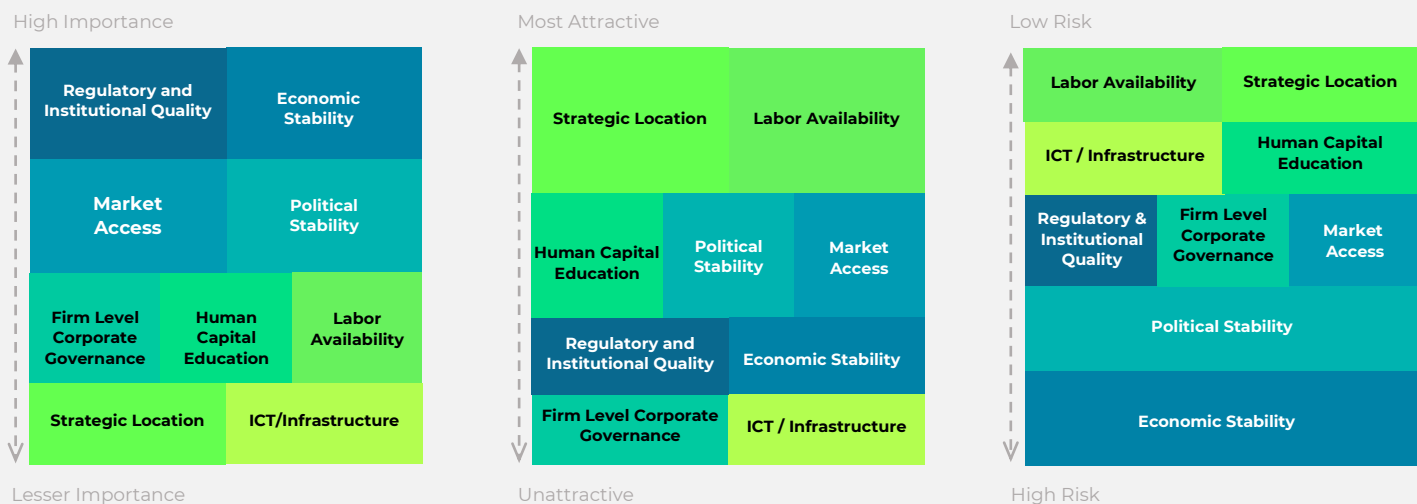 High Importance
Regulatory and
Institutional Quality
Economic
Stability
Market
Access
Political
Stability
Firm Level
Corporate
Governance
Human
Capital
Education
Labor
Availability
Strategic Location
ICT/Infrastructure
Lesser Importance
Most Attractive
Strategic Location
Labor Availability
Human Capital
Education
Political
Stability
Market
Access
Regulatory and
Institutional Quality
Economic Stability
Firm Level Corporate
Governance
ICT / Infrastructure
Unattractive
Low Risk
Labor Availability
Strategic Location
ICT / Infrastructure
Human Capital
Education
Regulatory &
Institutional
Quality
Firm Level
Corporate
Governance
Market
Access
Political Stability
Economic Stability
High Risk